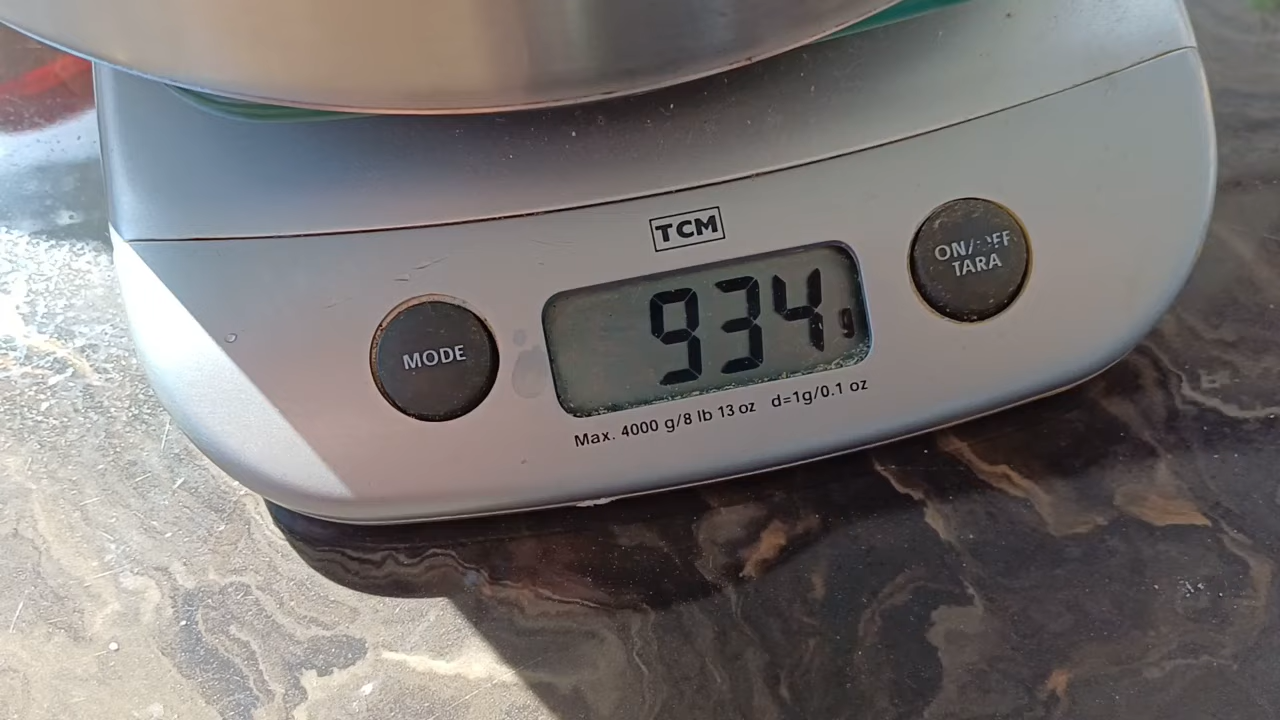 TCM
934 g
MODE
ON/OFF
TARA
Max. 4000 g/8 lb 13 oz d=1g/0.1 oz